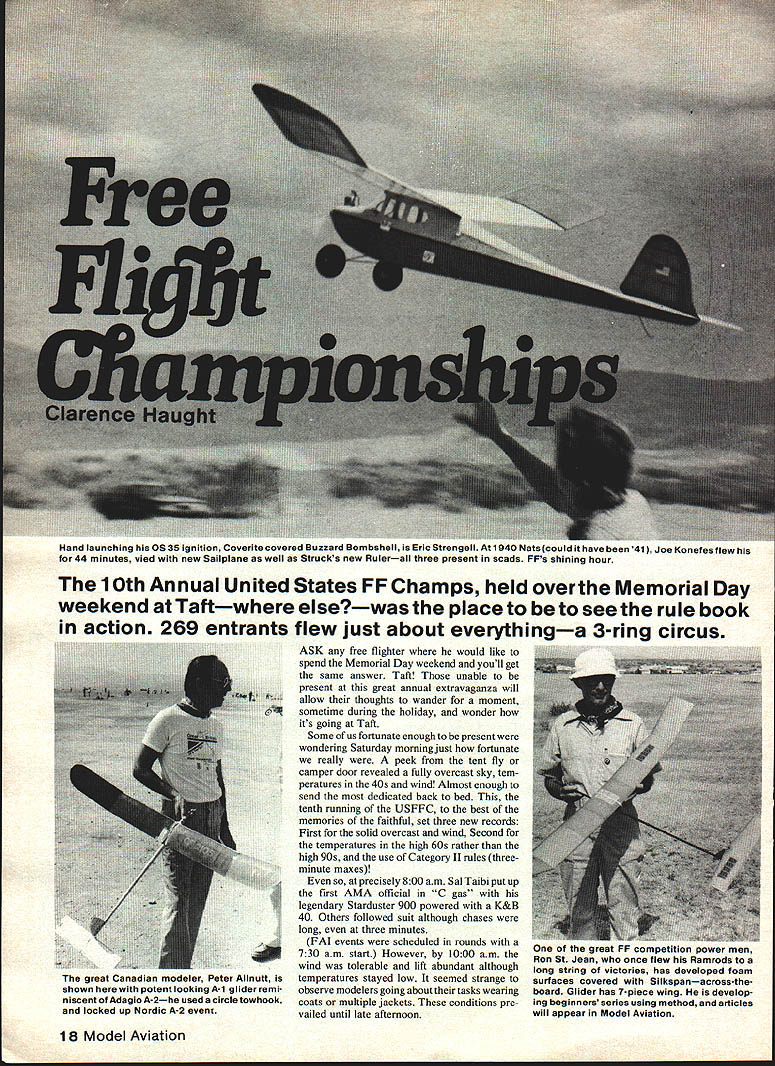 Free
Flight
Championships
Clarence Haught
Hand launching his OS 35 ignition, Coverite covered Buzzard Bombshell, is Eric Strengell. At 1940 Nats (could it have been '41), Joe Konefes flew his
for 44 minutes, vied with new Sailplane as well as Struck's new Ruler—all three present in scads. FF's shining hour.
The 10th Annual United States FF Champs, held over the Memorial Day
weekend at Taft—where else?—was the place to be to see the rule book
in action. 269 entrants flew just about everything—a 3-ring circus.
The great Canadian modeler, Peter Allnutt, is
shown here with potent looking A-1 glider remi-
niscent of Adagio A-2—he used a circle towhook,
and locked up Nordic A-2 event.
ASK any free flighter where he would like to
spend the Memorial Day weekend and you'll get
the same answer. Taft! Those unable to be
present at this great annual extravaganza will
allow their thoughts to wander for a moment,
sometime during the holiday, and wonder how
it's going at Taft.
Some of us fortunate enough to be present were
wondering Saturday morning just how fortunate
we really were. A peek from the tent fly or
camper door revealed a fully overcast sky, tem-
peratures in the 40s and wind! Almost enough to
send the most dedicated back to bed. This, the
tenth running of the USFFC, to the best of the
memories of the faithful, set three new records:
First for the solid overcast and wind, Second for
the temperatures in the high 60s rather than the
high 90s, and the use of Category II rules (three-
minute maxes)!
Even so, at precisely 8:00 a.m. Sal Taibi put up
the first AMA official in “C gas” with his
legendary Starduster 900 powered with a K&B
40. Others followed suit although chases were
long, even at three minutes.
(FAI events were scheduled in rounds with a
7:30 a.m. start.) However, by 10:00 a.m. the
wind was tolerable and lift abundant although
temperatures stayed low. It seemed strange to
observe modelers going about their tasks wearing
coats or multiple jackets. These conditions pre-
vailed until late afternoon.
One of the great FF competition power men,
Ron St. Jean, who once flew his Ramrods to a
long string of victories, has developed foam
surfaces covered with Silkspan—across-the-
board. Glider has 7-piece wing. He is develop-
ing beginners' series using method, and articles
will appear in Model Aviation.
18 Model Aviation